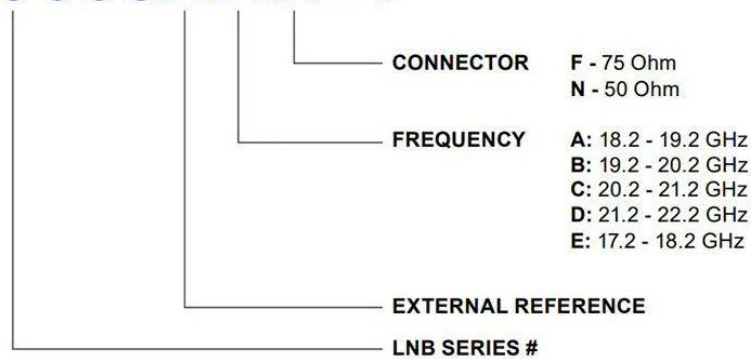 CONNECTOR F - 75 Ohm
N - 50 Ohm
FREQUENCY A: 18.2 - 19.2 GHz
B: 19.2 - 20.2 GHz
C: 20.2 - 21.2 GHz
D: 21.2 - 22.2 GHz
E: 17.2 - 18.2 GHz
EXTERNAL REFERENCE
LNB SERIES #